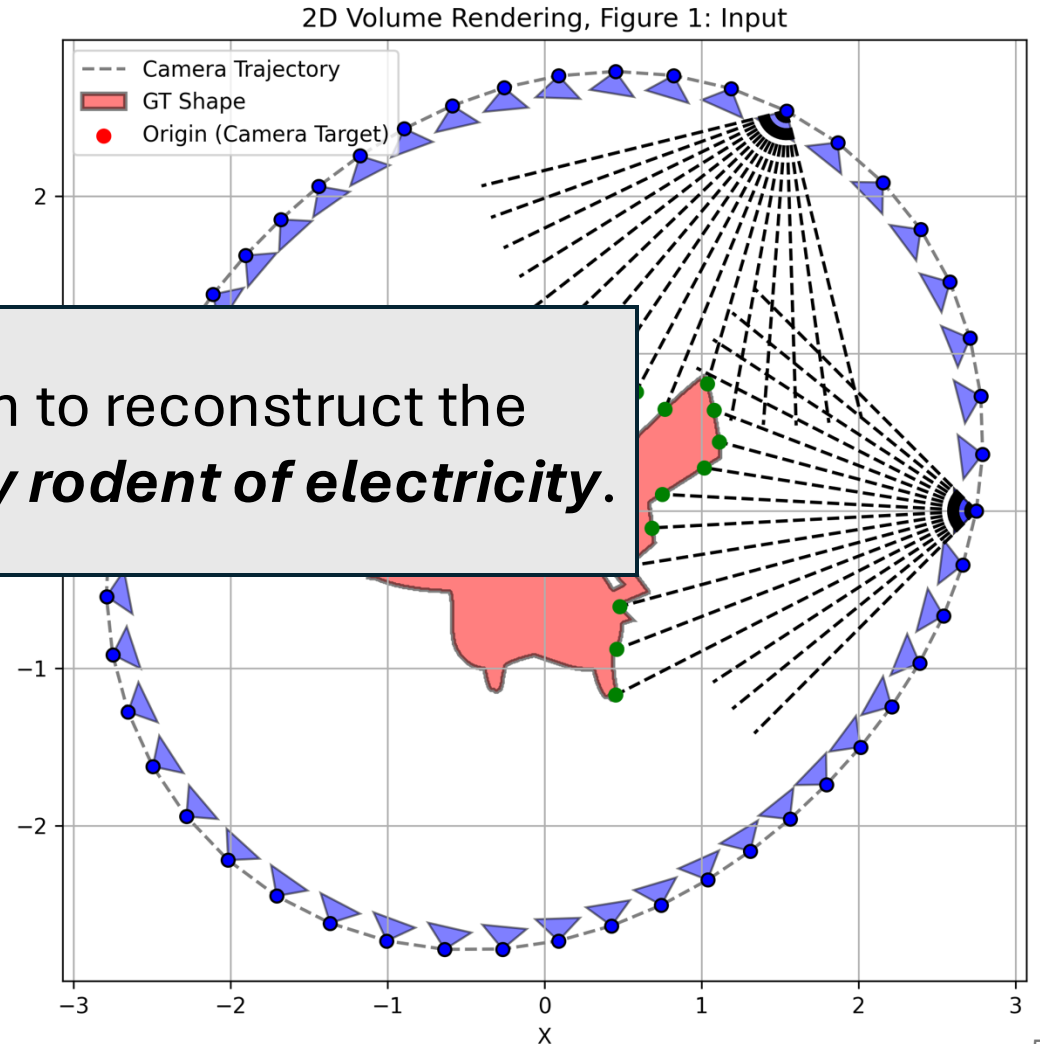 2D Volume Rendering, Figure 1: Input
Camera Trajectory
GT Shape
Origin (Camera Target)
2
to reconstruct the
rodent of electricity.
−1
−2
−3 −2 −1 0 1 2 3
X